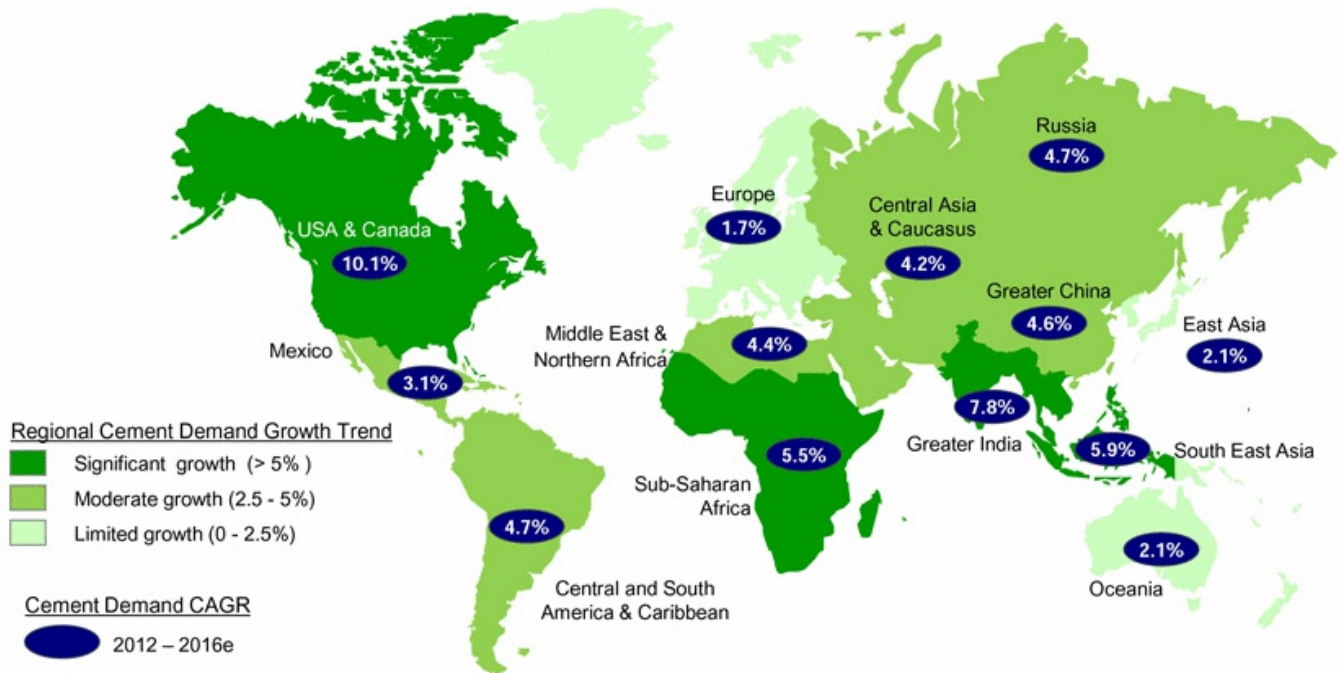 Russia
4.7%
Europe
1.7%
Central Asia
& Caucasus
4.2%
USA & Canada
10.1%
Greater China
4.6%
East Asia
2.1%
Middle East &
Northern Africa
4.4%
Mexico
3.1%
7.8%
Greater India
5.9%
South East Asia
5.5%
Sub-Saharan
Africa
Regional Cement Demand Growth Trend
Significant growth (> 5% )
Moderate growth (2.5 - 5%)
Limited growth (0 - 2.5%)
4.7%
Central and South
America & Caribbean
2.1%
Oceania
Cement Demand CAGR
2012 – 2016e